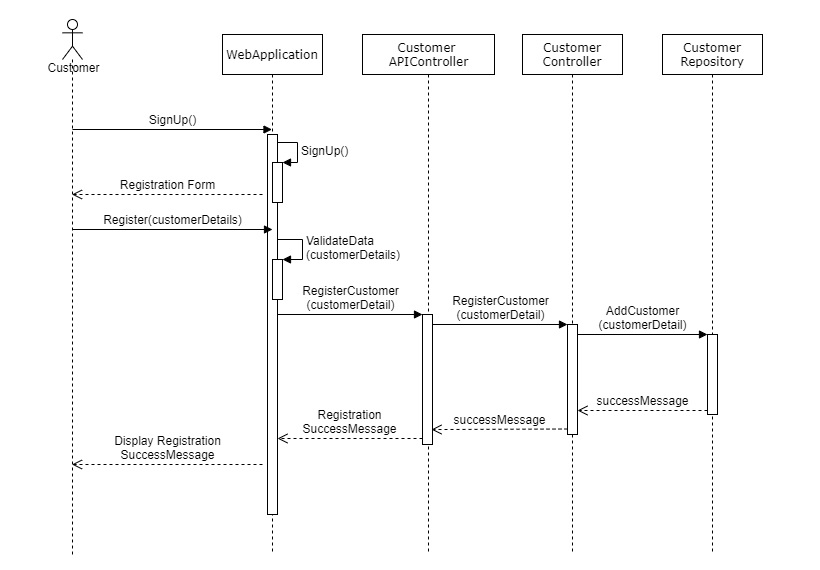 Customer
WebApplication
Customer
APIController
Customer
Controller
Customer
Repository
SignUp()
SignUp()
Registration Form
Register(customerDetails)
ValidateData
(customerDetails)
RegisterCustomer
(customerDetail)
RegisterCustomer
(customerDetail)
AddCustomer
(customerDetail)
successMessage
successMessage
Registration
SuccessMessage
Display Registration
SuccessMessage